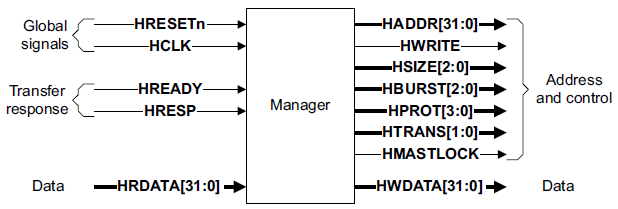 Global
signals
HRESETn
HCLK
Transfer
response
HREADY
HRESP
Data
HRDATA[31:0]
Manager
HADDR[31:0]
HWRITE
HSIZE[2:0]
HBURST[2:0]
HPROT[3:0]
HTRANS[1:0]
HMASTLOCK
HWDATA[31:0]
Address
and control
Data